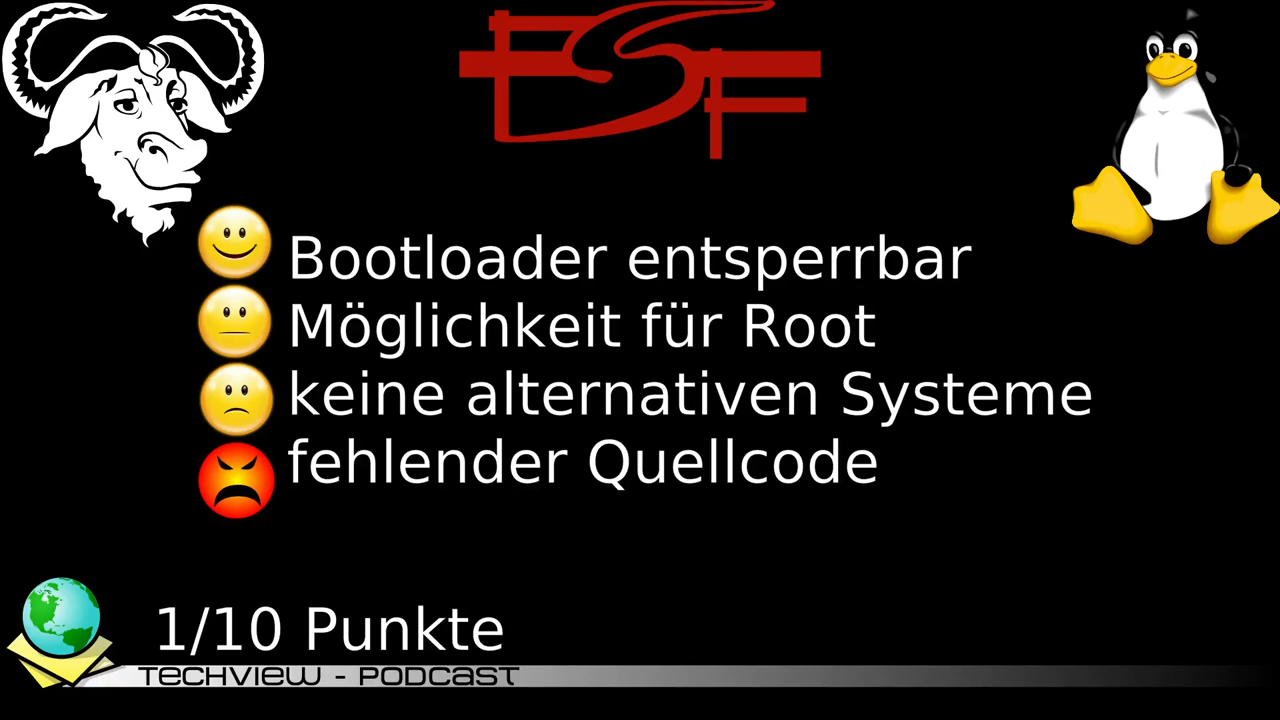 FSF
Bootloader entsperrbar
Möglichkeit für Root
keine alternativen Systeme
fehlender Quellcode
1/10 Punkte
TECHVIEW - PODCAST